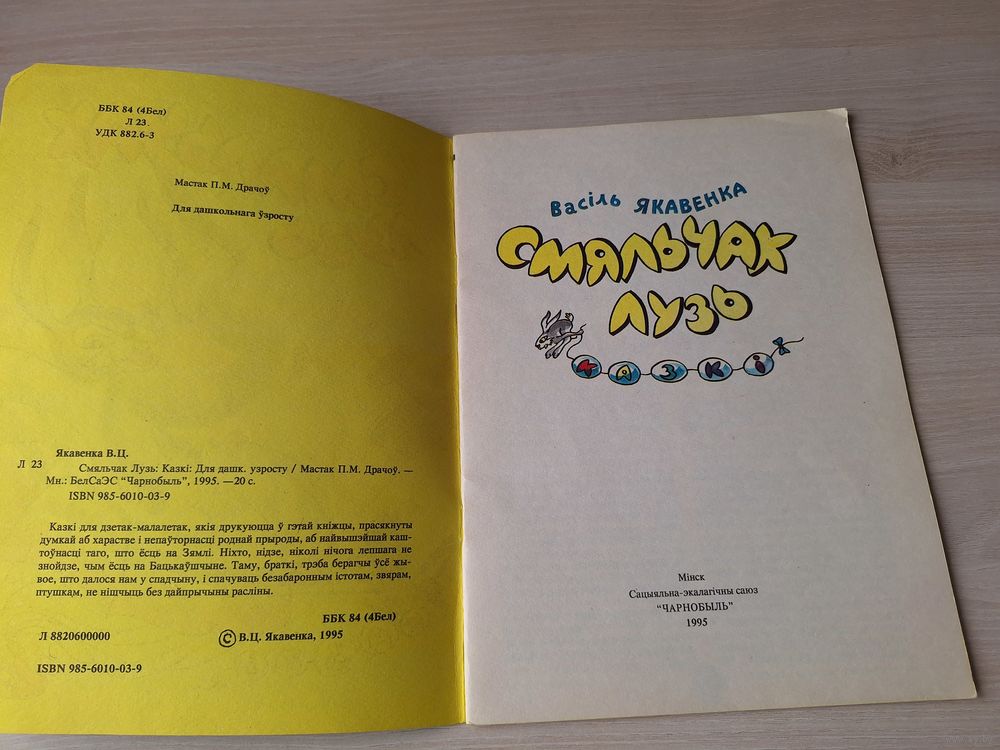 ББК 84 (4Бел)
Л 23.
УДК 882.6-3
Мастак П.М. Драчоў
Для дашкольнага ўзросту
Якавенка В.Ц.
Л 23
Смяльчак Лузь: Казкі: Для дашк. узросту / Мастак П.М. Драчоў. —
Мн.: БелСаЭС "Чарнобыль", 1995. —20 с.
ISBN 985-6010-03-9
Казкі для дзетак-малалетак, якія друкуюцца ў гэтай кніжцы, прасякнуты
думкай аб харастве і непаўторнасці роднай прыроды, аб найвышэйшай каш-
тоўнасці таго, што ёсць на Зямлі. Ніхто, нідзе, ніколі нічога лепшага не
знойдзе, чым ёсць на Бацькаўшчыне. Таму, браткі, трэба берагчы ўсё жы-
вое, што далося нам у спадчыну, і спачуваць безабаронным істотам, звярам,
птушкам, не нішчыць без дайпрычыны расліны.
ББК 84 (4Бел)
Л 8820600000
© В.Ц. Якавенка, 1995
ISBN 985-6010-03-9
Васіль ЯКАВЕНКА
СМЯЛЬЧАК
ЛУЗЬ
КАЗКІ
Мінск
Сацыяльна-экалагічны саюз
"ЧАРНОБЫЛЬ"
1995